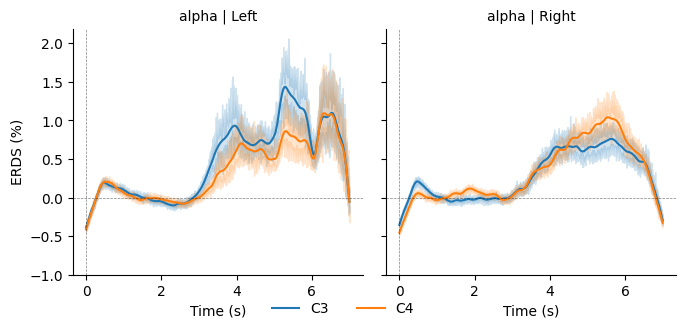 alpha | Left
alpha | Right
ERDS (%)
2.0
1.5
1.0
0.5
0.0
−0.5
−1.0
0 2 4 6
0 2 4 6
Time (s)
Time (s)
C3 C4